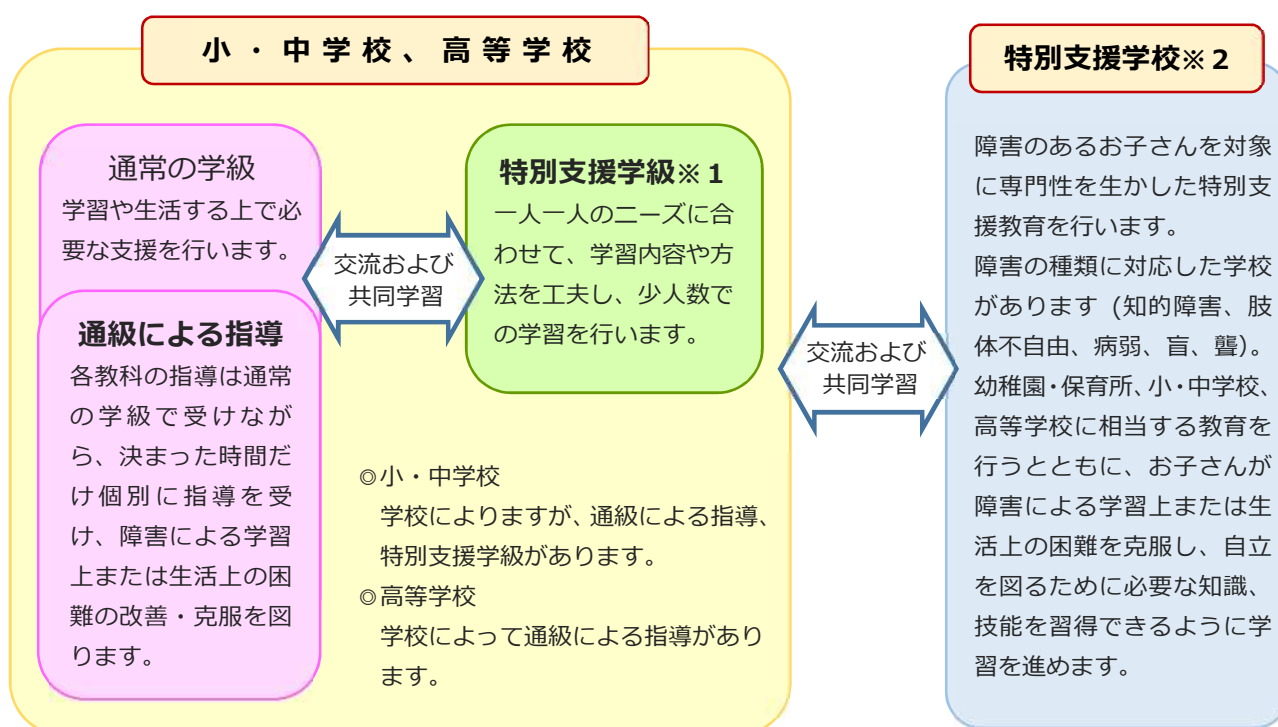 小・中学校、高等学校
通常の学級
学習や生活する上で必
要な支援を行います。
通級による指導
各教科の指導は通常
の学級で受けなが
ら、決まった時間だ
け個別に指導を受
け、障害による学習
上または生活上の困
難の改善・克服を図
ります。
交流および
共同学習
特別支援学級※1
一人一人のニーズに合
わせて、学習内容や方
法を工夫し、少人数で
の学習を行います。
◎小・中学校
学校によりますが、通級による指導、
特別支援学級があります。
◎高等学校
学校によって通級による指導があり
ます。
交流および
共同学習
特別支援学校※2
障害のあるお子さんを対象
に専門性を生かした特別支
援教育を行います。
障害の種類に対応した学校
があります (知的障害、肢
体不自由、病弱、盲、聾)。
幼稚園・保育所、小・中学校、
高等学校に相当する教育を
行うとともに、お子さんが
障害による学習上または生
活上の困難を克服し、自立
を図るために必要な知識、
技能を習得できるように学
習を進めます。